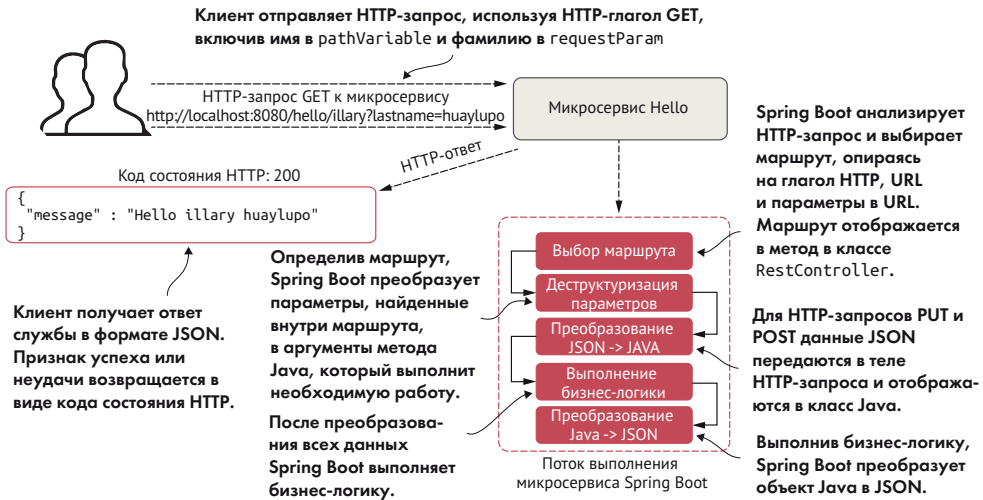 Клиент отправляет HTTP-запрос, используя HTTP-глагол GET,
включив имя в pathVariable и фамилию в requestParam
HTTP-запрос GET к микросервису
http://localhost:8080/hello/illary?lastname=huaylupo
Микросервис Hello
HTTP-ответ
Код состояния HTTP: 200
{
"message" : "Hello illary huaylupo"
}
Клиент получает ответ
службы в формате JSON.
Признак успеха или
неудачи возвращается в
виде кода состояния HTTP.
Spring Boot анализирует
HTTP-запрос и выбирает
маршрут, опираясь
на глагол HTTP, URL
и параметры в URL.
Маршрут отображается
в метод в классе
RestController.
Определив маршрут,
Spring Boot преобразует
параметры, найденные
внутри маршрута,
в аргументы метода
Java, который выполнит
необходимую работу.
После преобразова-
ния всех данных
Spring Boot выполняет
бизнес-логику.
Выбор маршрута
Деструктуризация
параметров
Преобразование
JSON -> JAVA
Выполнение
бизнес-логики
Преобразование
Java -> JSON
Поток выполнения
микросервиса Spring Boot
Для HTTP-запросов PUT и
POST данные JSON
передаются в теле
HTTP-запроса и отобража-
ются в класс Java.
Выполнив бизнес-логику,
Spring Boot преобразует
объект Java в JSON.